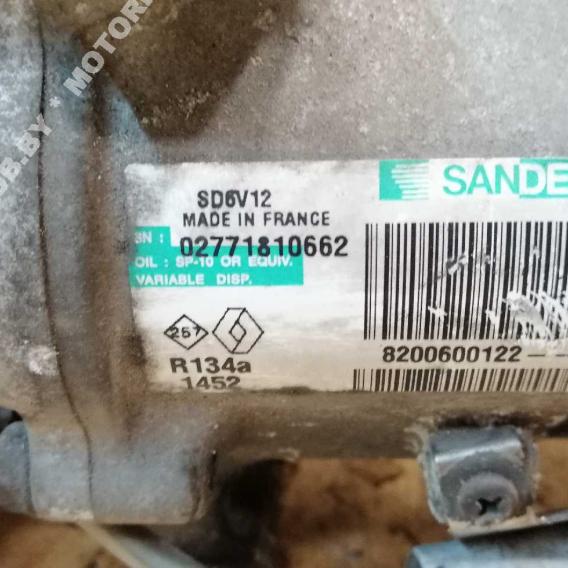 SANDE
SD6V12
MADE IN FRANCE
SN : 02771810662
OIL : SP-10 OR EQUIV.
VARIABLE DISP.
257
R134a
1452
8200600122